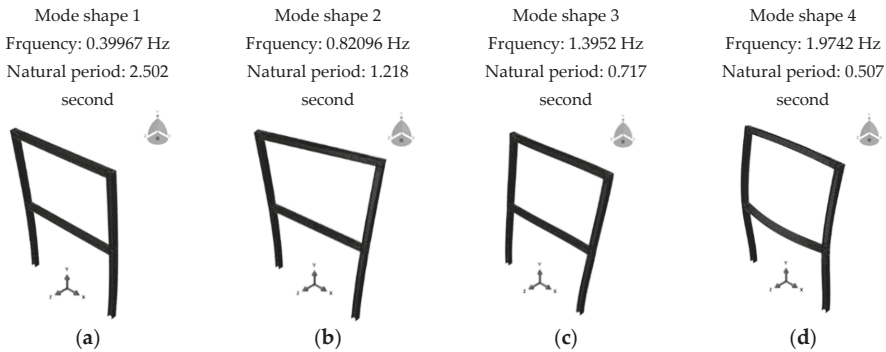 Mode shape 1
Frquency: 0.39967 Hz
Natural period: 2.502
second
(a)
Mode shape 2
Frquency: 0.82096 Hz
Natural period: 1.218
second
(b)
Mode shape 3
Frquency: 1.3952 Hz
Natural period: 0.717
second
(c)
Mode shape 4
Frquency: 1.9742 Hz
Natural period: 0.507
second
(d)